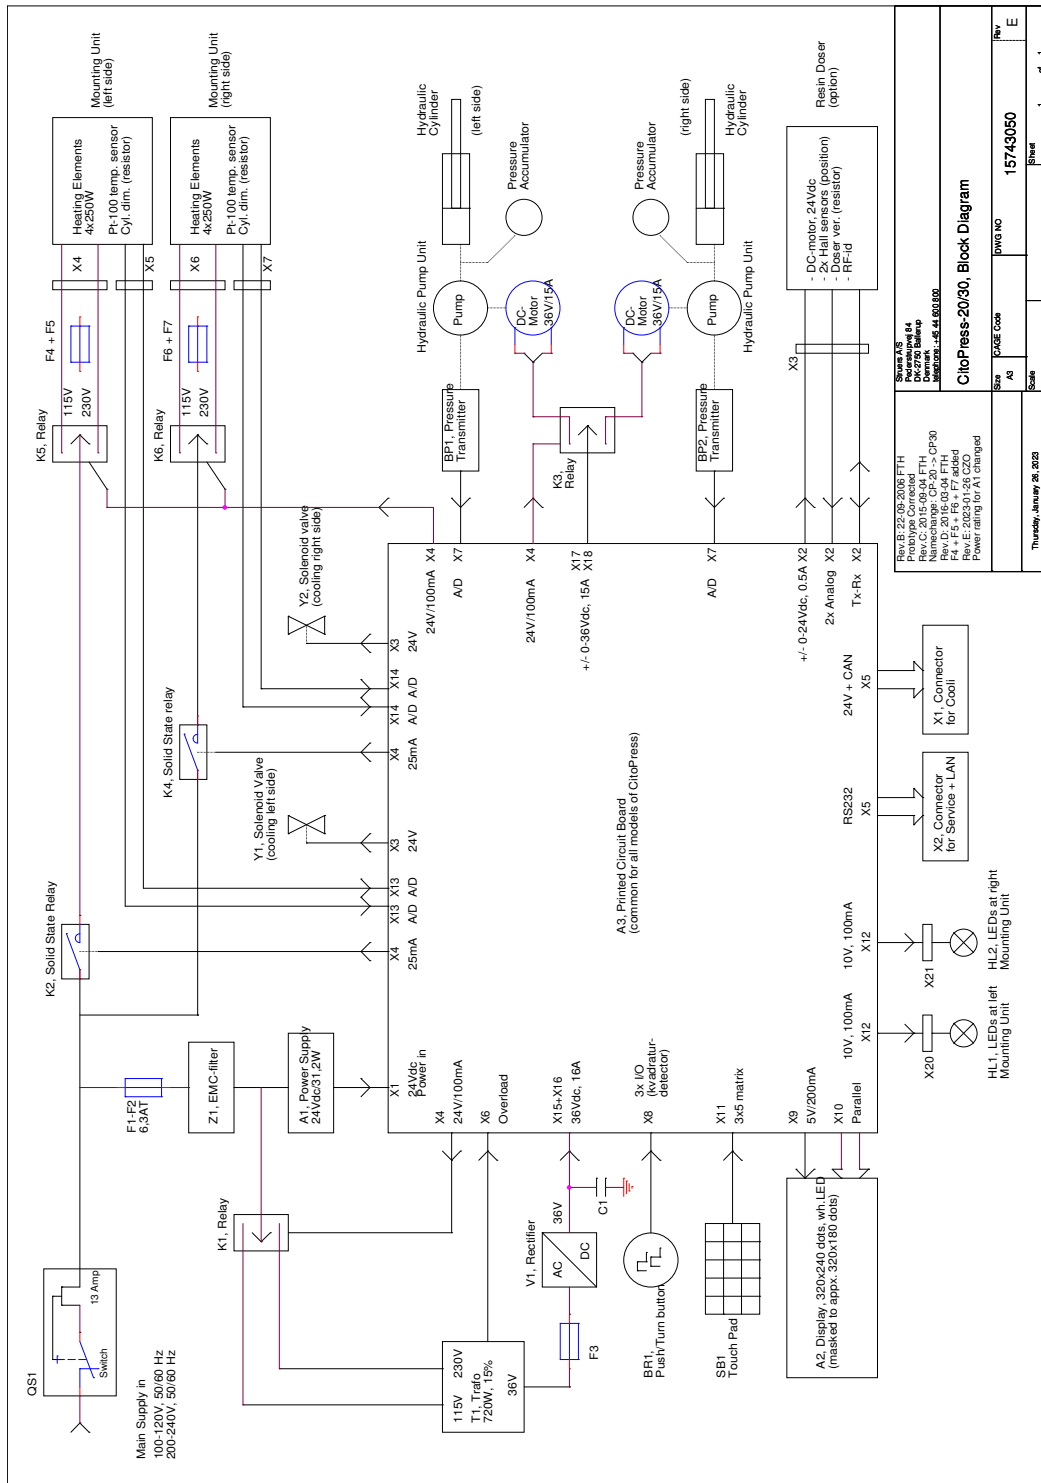 QS1
13 Amp
Switch
Main Supply in
100-120V, 50/60 Hz
200-240V, 50/60 Hz
F1-F2
6,3AT
Z1, EMC-filter
A1, Power Supply
24Vdc/31,2W
X1
24Vdc
Power in
K1, Relay
115V 230V
T1, Trafo
720W, 15%
36V
F3
V1, Rectifier
AC
DC
36V
C1
X4
24V/100mA
X6
Overload
X15+X16
36Vdc, 16A
BR1,
Push/Turn button
3x I/O
(kvadratur-
detector)
X8
SB1
Touch Pad
X11
3x5 matrix
A2, Display, 320x240 dots, wh.LED
(masked to appx. 320x180 dots)
X9
5V/200mA
X10
Parallel
K2, Solid State Relay
X4
25mA
X13 A/D
X13 A/D
Y1, Solenoid Valve
(cooling left side)
X3
24V
K4, Solid State relay
X4
25mA
X14 A/D
X14 A/D
Y2, Solenoid valve
(cooling right side)
X3
24V
A3, Printed Circuit Board
(common for all models of CitoPress)
K5, Relay
115V
230V
F4 + F5
X4
X5
Heating Elements
4x250W
Pt-100 temp. sensor
Cyl. dim. (resistor)
Mounting Unit
(left side)
K6, Relay
115V
230V
F6 + F7
X6
X7
Heating Elements
4x250W
Pt-100 temp. sensor
Cyl. dim. (resistor)
Mounting Unit
(right side)
X4
24V/100mA
X7
A/D
BP1, Pressure
Transmitter
Pump
Hydraulic Pump Unit
DC-
Motor
36V/15A
Hydraulic
Cylinder
(left side)
Pressure
Accumulator
X4
24V/100mA
K3,
Relay
X17
X18
+/- 0-36Vdc, 15A
DC-
Motor
36V/15A
Pressure
Accumulator
BP2, Pressure
Transmitter
Pump
Hydraulic Pump Unit
(right side)
Hydraulic
Cylinder
X7
A/D
X2
+/- 0-24Vdc, 0.5A
X2
2x Analog
X2
Tx-Rx
X3
- DC-motor, 24Vdc
- 2x Hall sensors (position)
- Doser ver. (resistor)
- RF-id
Resin Doser
(option)
10V, 100mA
X12
X20
HL1, LEDs at left
Mounting Unit
10V, 100mA
X12
X21
HL2, LEDs at right
Mounting Unit
RS232
X5
X2, Connector
for Service + LAN
24V + CAN
X5
X1, Connector
for Cooli
Rev.B: 22-09-2006 FTH
Prototype Corrected
Rev.C: 2015-09-04 FTH
Namechange: CP-20 -> CP30
Rev.D: 2016-03-04 FTH
F4 + F5 + F6 + F7 added
Rev.E: 2023-01-26 CZO
Power rating for A1 changed
Thursday, January 26, 2023
Struers A/S
Pederstrupvej 84
DK-2750 Ballerup
Denmark
telephone: +45 44 600 800
CitoPress-20/30, Block Diagram
Size
A3
CAGE Code
DWG NO
15743050
Rev
E
Scale
Sheet